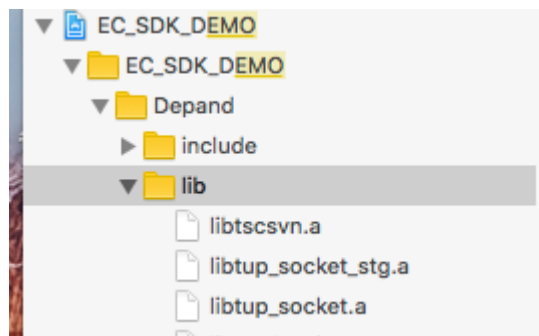 EC_SDK_DEMO
EC_SDK_DEMO
Depand
include
lib
libtscsvn.a
libtup_socket_stg.a
libtup_socket.a